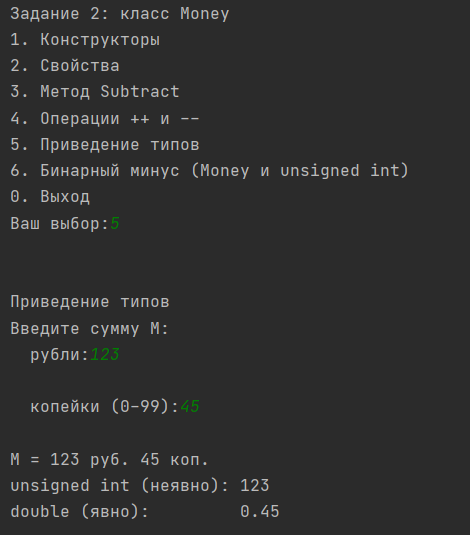 Задание 2: класс Money
1. Конструкторы
2. Свойства
3. Метод Subtract
4. Операции ++ и --
5. Приведение типов
6. Бинарный минус (Money и unsigned int)
0. Выход
Ваш выбор:5
Приведение типов
Введите сумму M:
рубли:123
копейки (0-99):45
M = 123 руб. 45 коп.
unsigned int (неявно): 123
double (явно): 0.45